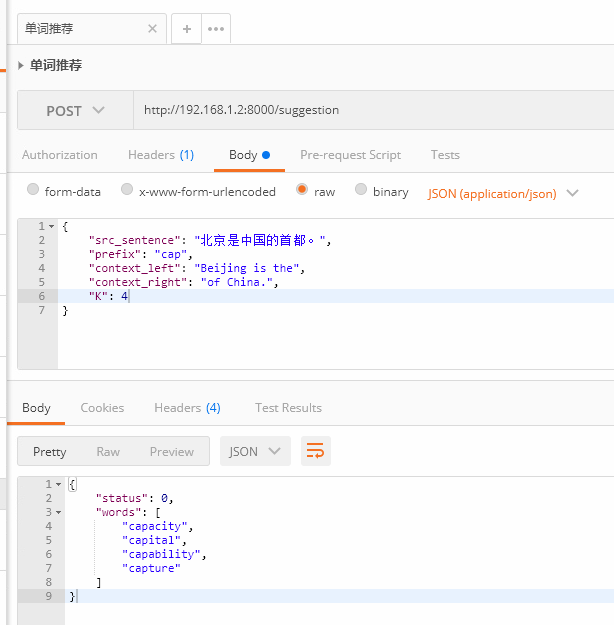 单词推荐
单词推荐
POST http://192.168.1.2:8000/suggestion
Authorization Headers (1) Body Pre-request Script Tests
form-data x-www-form-urlencoded raw binary JSON (application/json)
1 {
2 "src_sentence": "北京是中国的首都。",
3 "prefix": "cap",
4 "context_left": "Beijing is the",
5 "context_right": "of China.",
6 "K": 4
7 }
Body Cookies Headers (4) Test Results
Pretty Raw Preview JSON
1 {
2 "status": 0,
3 "words": [
4 "capacity",
5 "capital",
6 "capability",
7 "capture"
8 ]
9 }